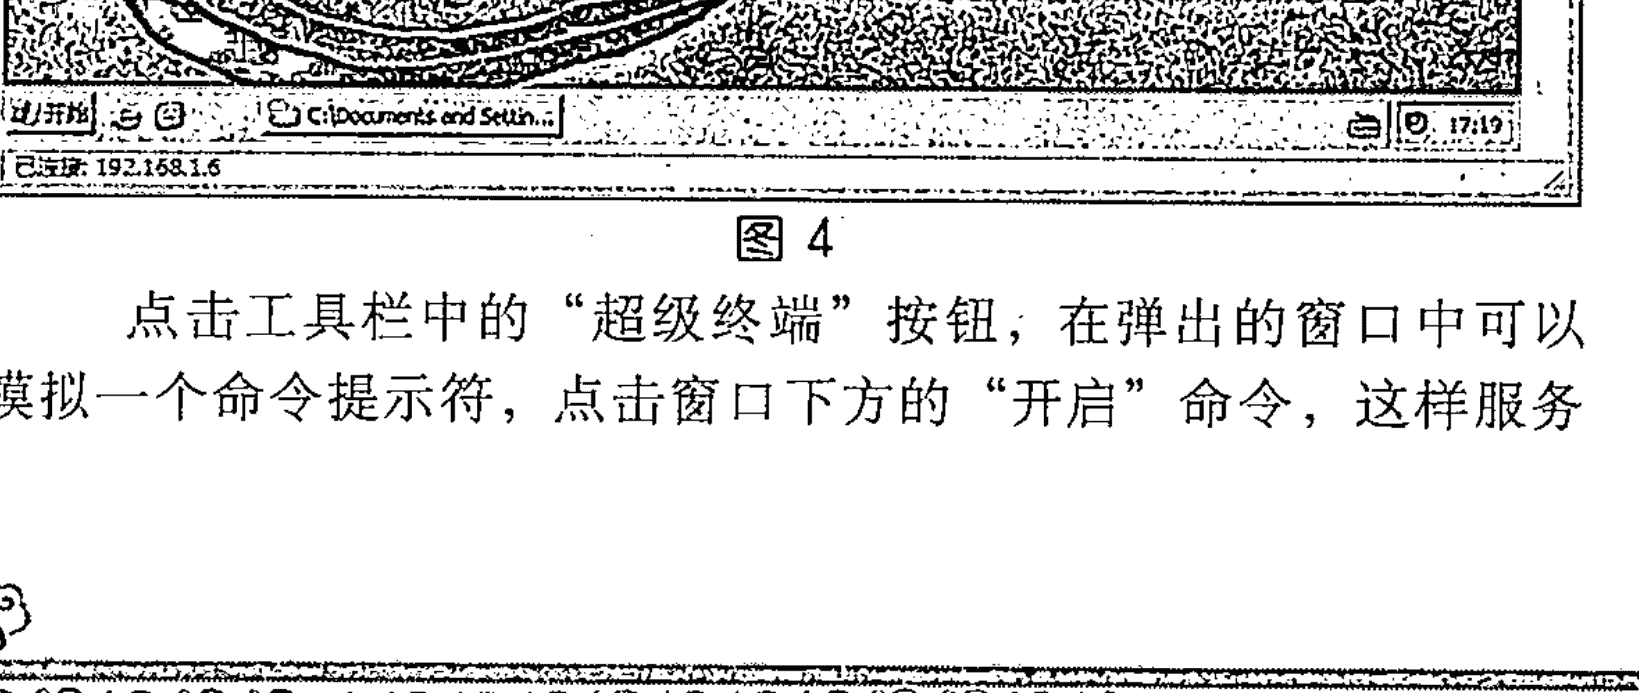 开始 C:\Documents and Settin... 17:19
已连接: 192.168.1.6
图 4
点击工具栏中的“超级终端”按钮，在弹出的窗口中可以
模拟一个命令提示符，点击窗口下方的“开启”命令，这样服务